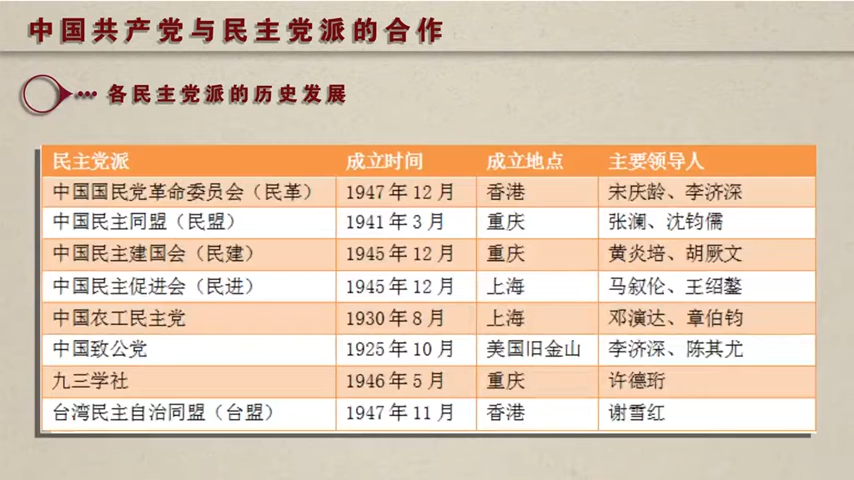 中国共产党与民主党派的合作
各民主党派的历史发展
民主党派 成立时间 成立地点 主要领导人
中国国民党革命委员会（民革） 1947年12月 香港 宋庆龄、李济深
中国民主同盟（民盟） 1941年3月 重庆 张澜、沈钧儒
中国民主建国会（民建） 1945年12月 重庆 黄炎培、胡厥文
中国民主促进会（民进） 1945年12月 上海 马叙伦、王绍鏊
中国农工民主党 1930年8月 上海 邓演达、章伯钧
中国致公党 1925年10月 美国旧金山 李济深、陈其尤
九三学社 1946年5月 重庆 许德珩
台湾民主自治同盟（台盟） 1947年11月 香港 谢雪红